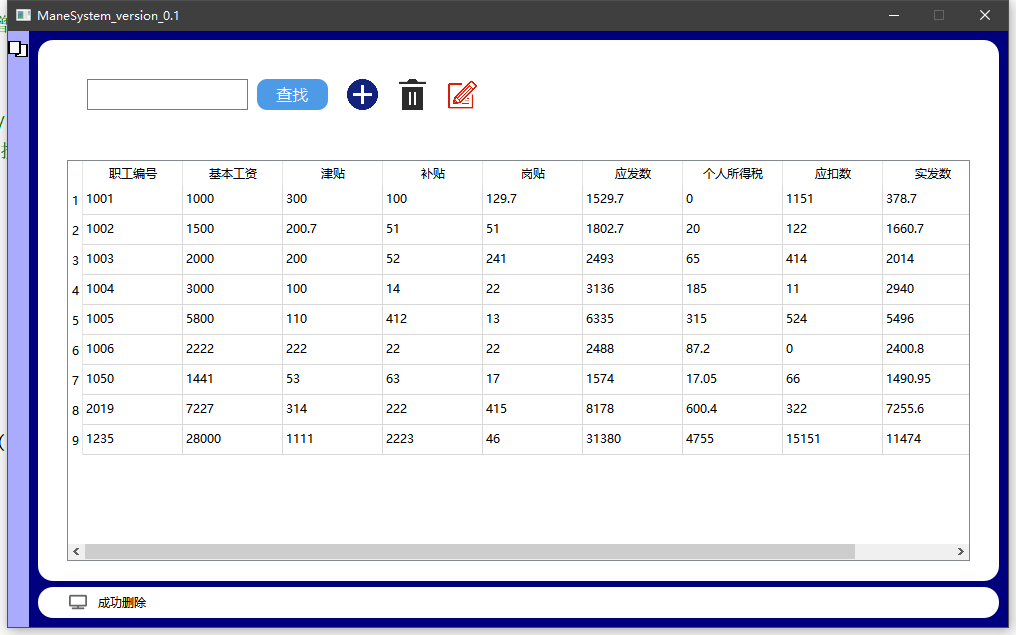 ManeSystem_version_0.1
查找
职工编号 基本工资 津贴 补贴 岗贴 应发数 个人所得税 应扣数 实发数
1 1001 1000 300 100 129.7 1529.7 0 1151 378.7
2 1002 1500 200.7 51 51 1802.7 20 122 1660.7
3 1003 2000 200 52 241 2493 65 414 2014
4 1004 3000 100 14 22 3136 185 11 2940
5 1005 5800 110 412 13 6335 315 524 5496
6 1006 2222 222 22 22 2488 87.2 0 2400.8
7 1050 1441 53 63 17 1574 17.05 66 1490.95
8 2019 7227 314 222 415 8178 600.4 322 7255.6
9 1235 28000 1111 2223 46 31380 4755 15151 11474
成功删除